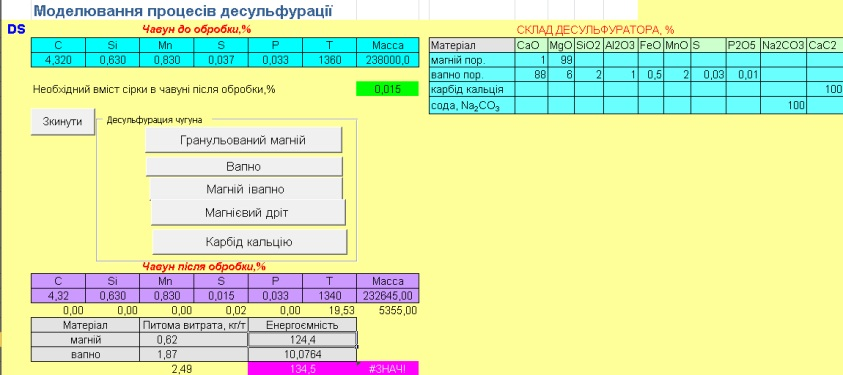 Моделювання процесів десульфурації
DS
Чавун до обробки,%
C Si Mn S P T Масса
4,320 0,630 0,830 0,037 0,033 1360 238000,0
Необхідний вміст сірки в чавуні після обробки,% 0,015
СКЛАД ДЕСУЛЬФУРАТОРА, %
Матеріал CaO MgO SiO2 Al2O3 FeO MnO S P2O5 Na2CO3 CaC2
магній пор. 1 99
вапно пор. 88 6 2 1 0,5 2 0,03 0,01
карбід кальція 100
сода, Na₂CO₃ 100
Зкинути
Десульфурация чугуна
Гранульований магній
Вапно
Магній івапно
Магнієвий дріт
Карбід кальцію
Чавун після обробки,%
C Si Mn S P T Масса
4,32 0,630 0,830 0,015 0,033 1340 232645,00
0,00 0,00 0,00 0,02 0,00 19,53 5355,00
Матеріал Питома витрата, кг/т Енергоємність
магній 0,62 124,4
вапно 1,87 10,0764
2,49 134,5 #ЗНАЧ!